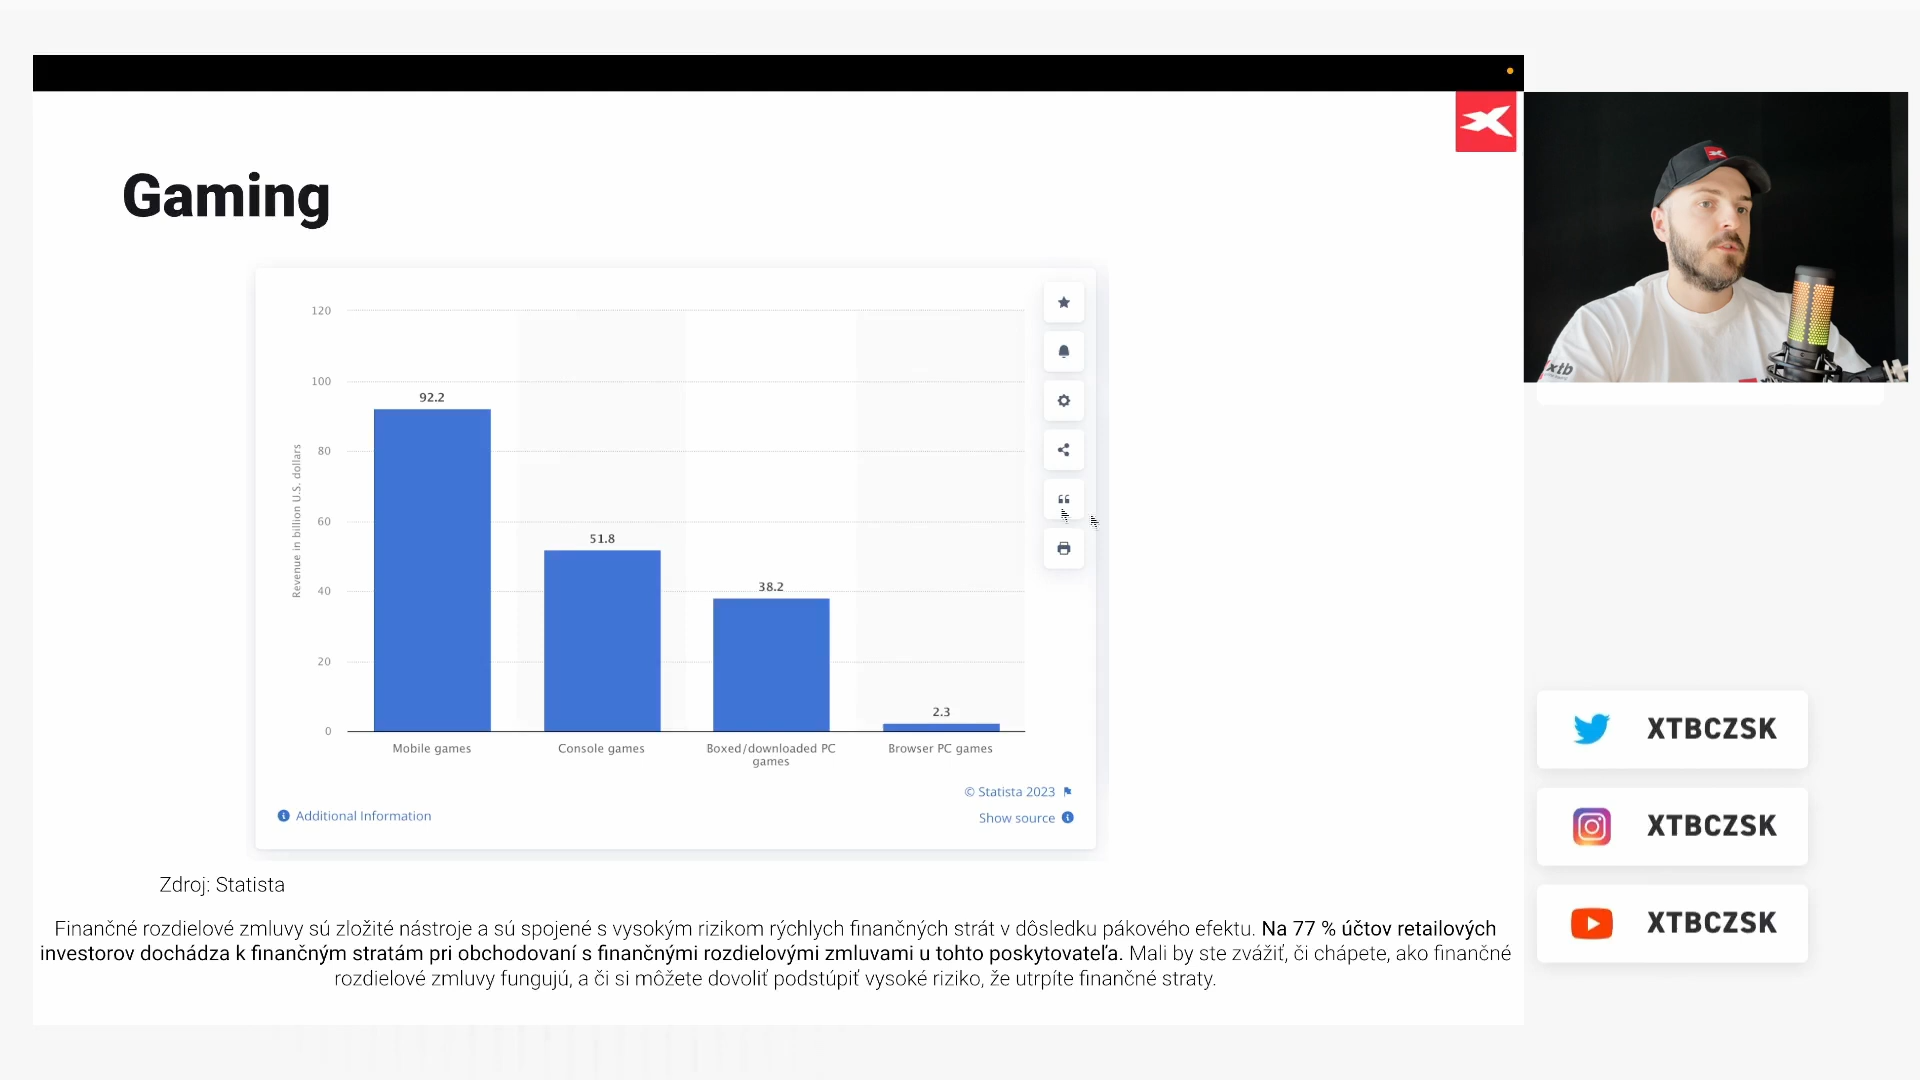 Gaming
120
100
80
60
40
20
0
Revenue in billion U.S. dollars
92.2
51.8
38.2
2.3
Mobile games
Console games
Boxed/downloaded PC
games
Browser PC games
© Statista 2023
Additional Information
Show source
Zdroj: Statista
Finančné rozdielové zmluvy sú zložité nástroje a sú spojené s vysokým rizikom rýchlych finančných strát v dôsledku pákového efektu. Na 77 % účtov retailových
investorov dochádza k finančným stratám pri obchodovaní s finančnými rozdielovými zmluvami u tohto poskytovateľa. Mali by ste zvážiť, či chápete, ako finančné
rozdielové zmluvy fungujú, a či si môžete dovoliť podstúpiť vysoké riziko, že utrpíte finančné straty.
xtb
XTBCZSK
XTBCZSK
XTBCZSK